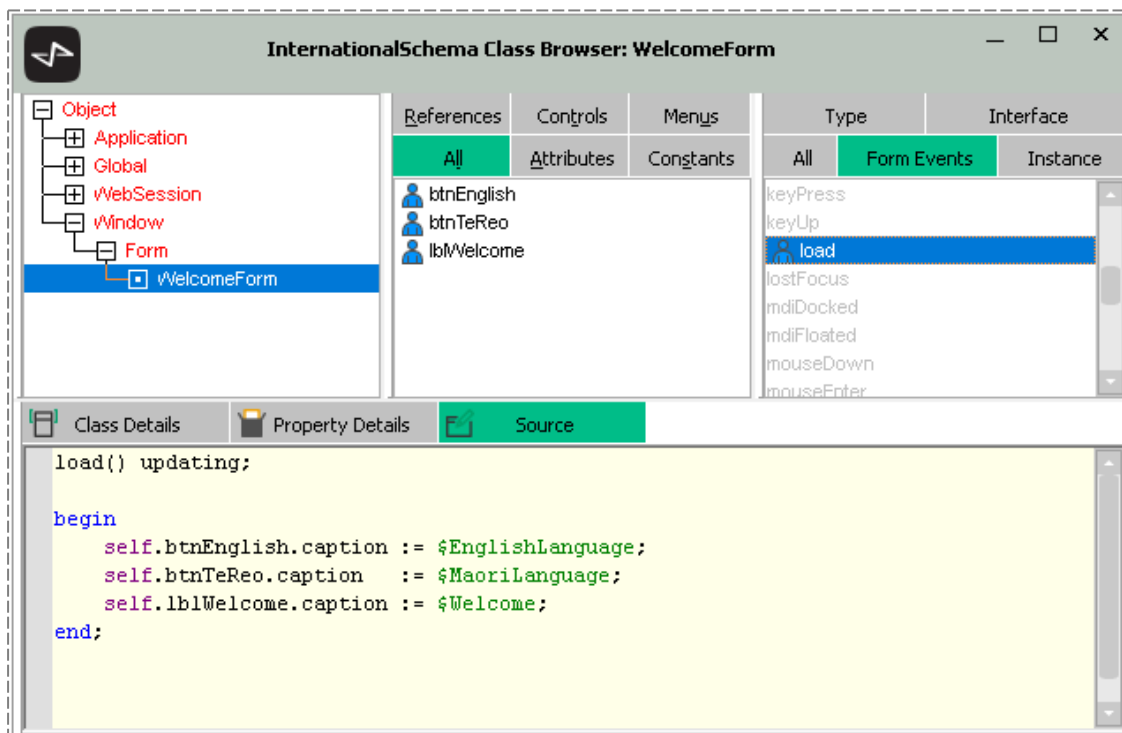 InternationalSchema Class Browser: WelcomeForm
Object
Application
Global
WebSession
Window
Form
WelcomeForm
References Controls Menus
All Attributes Constants
btnEnglish
btnTeReo
lblWelcome
Type Interface
All Form Events Instance
keyPress
keyUp
load
lostFocus
mdiDocked
mdiFloated
mouseDown
mouseEnter
Class Details Property Details Source
load() updating;
begin
self.btnEnglish.caption := $EnglishLanguage;
self.btnTeReo.caption := $MaoriLanguage;
self.lblWelcome.caption := $Welcome;
end;